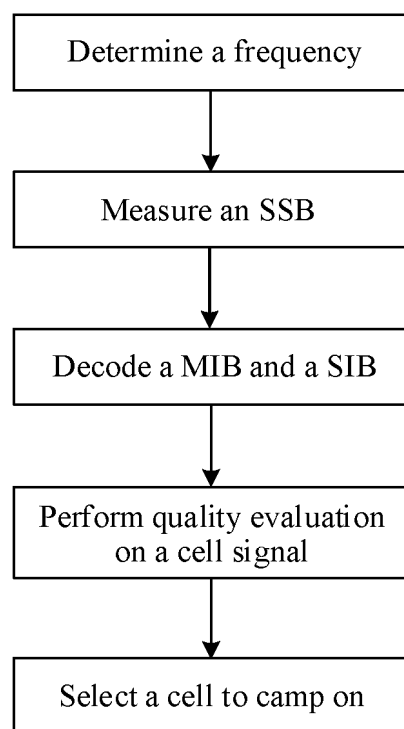 Determine a frequency
Measure an SSB
Decode a MIB and a SIB
Perform quality evaluation
on a cell signal
Select a cell to camp on